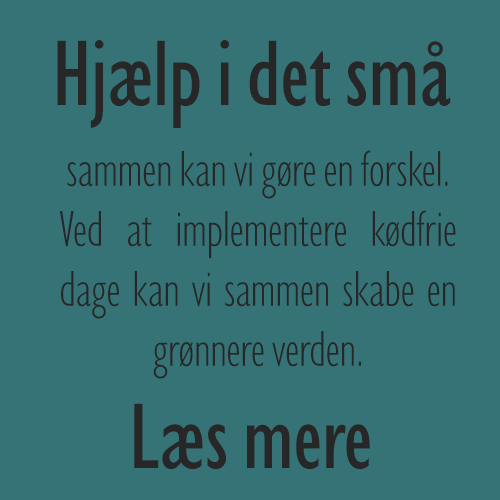 Hjælp i det små
sammen kan vi gøre en forskel.
Ved at implementere kødfrie
dage kan vi sammen skabe en
grønnere verden.
Læs mere